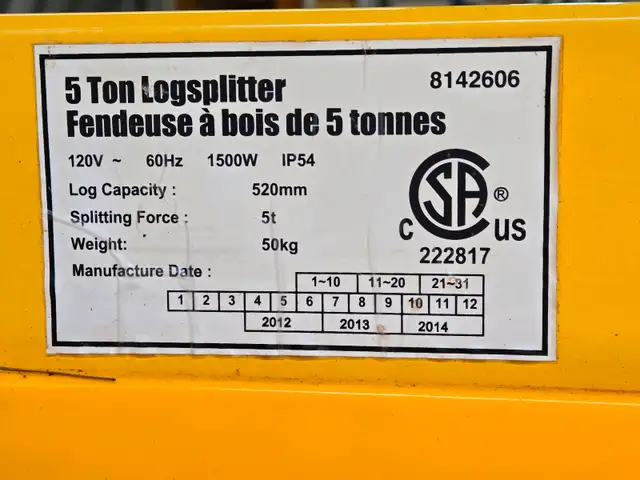 5 Ton Logsplitter 8142606
Fendeuse à bois de 5 tonnes
120V ~ 60Hz 1500W IP54
Log Capacity : 520mm
Splitting Force : 5t
Weight: 50kg
CSA ® C US
222817
Manufacture Date :
1~10 11~20 21~31
1 2 3 4 5 6 7 8 9 10 11 12
2012 2013 2014